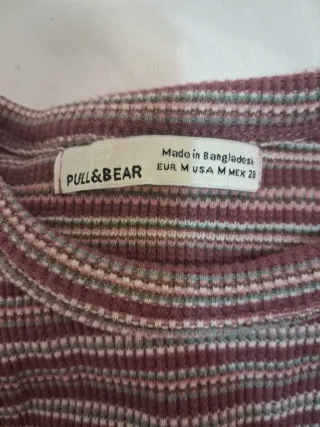 Made in Bangladesh
PULL&BEAR
EUR M USA M MEX 28